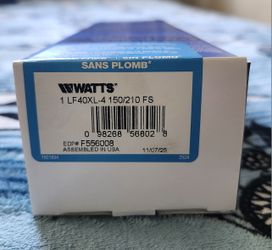 SANS PLOMB*
WATTS®
1 LF40XL-4 150/210 FS
0 98268 56802 8
EDP# F556008
ASSEMBLED IN USA 11/07/25